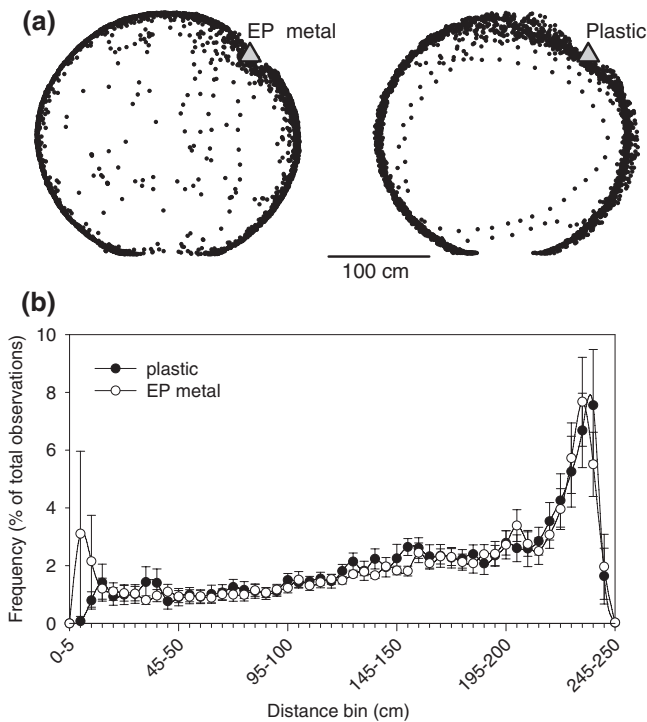 (a)
EP metal
Plastic
100 cm
(b)
Frequency (% of total observations)
10
8
6
4
2
0
plastic
EP metal
0-5
45-50
95-100
145-150
195-200
245-250
Distance bin (cm)